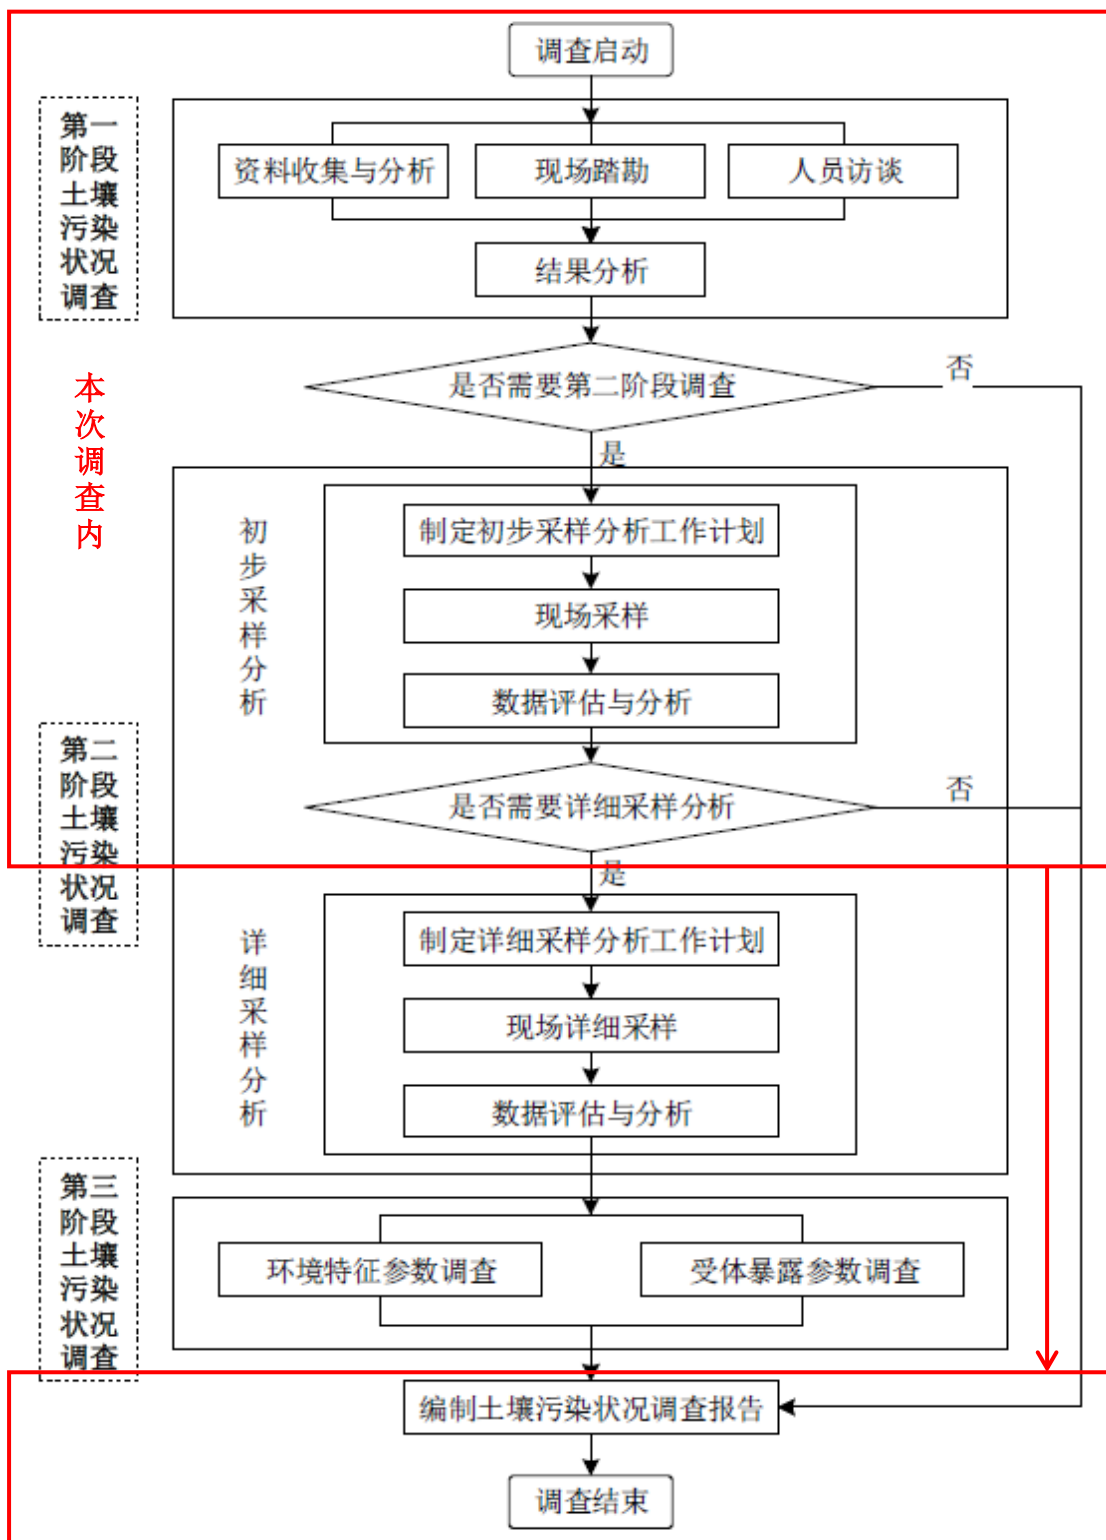 调查启动
第一
阶段
土壤
污染
状况
调查
资料收集与分析
现场踏勘
人员访谈
结果分析
是否需要第二阶段调查
否
是
本次调查内
初步采样分析
制定初步采样分析工作计划
现场采样
数据评估与分析
第二
阶段
土壤
污染
状况
调查
是否需要详细采样分析
否
是
详细采样分析
制定详细采样分析工作计划
现场详细采样
数据评估与分析
第三
阶段
土壤
污染
状况
调查
环境特征参数调查
受体暴露参数调查
编制土壤污染状况调查报告
调查结束